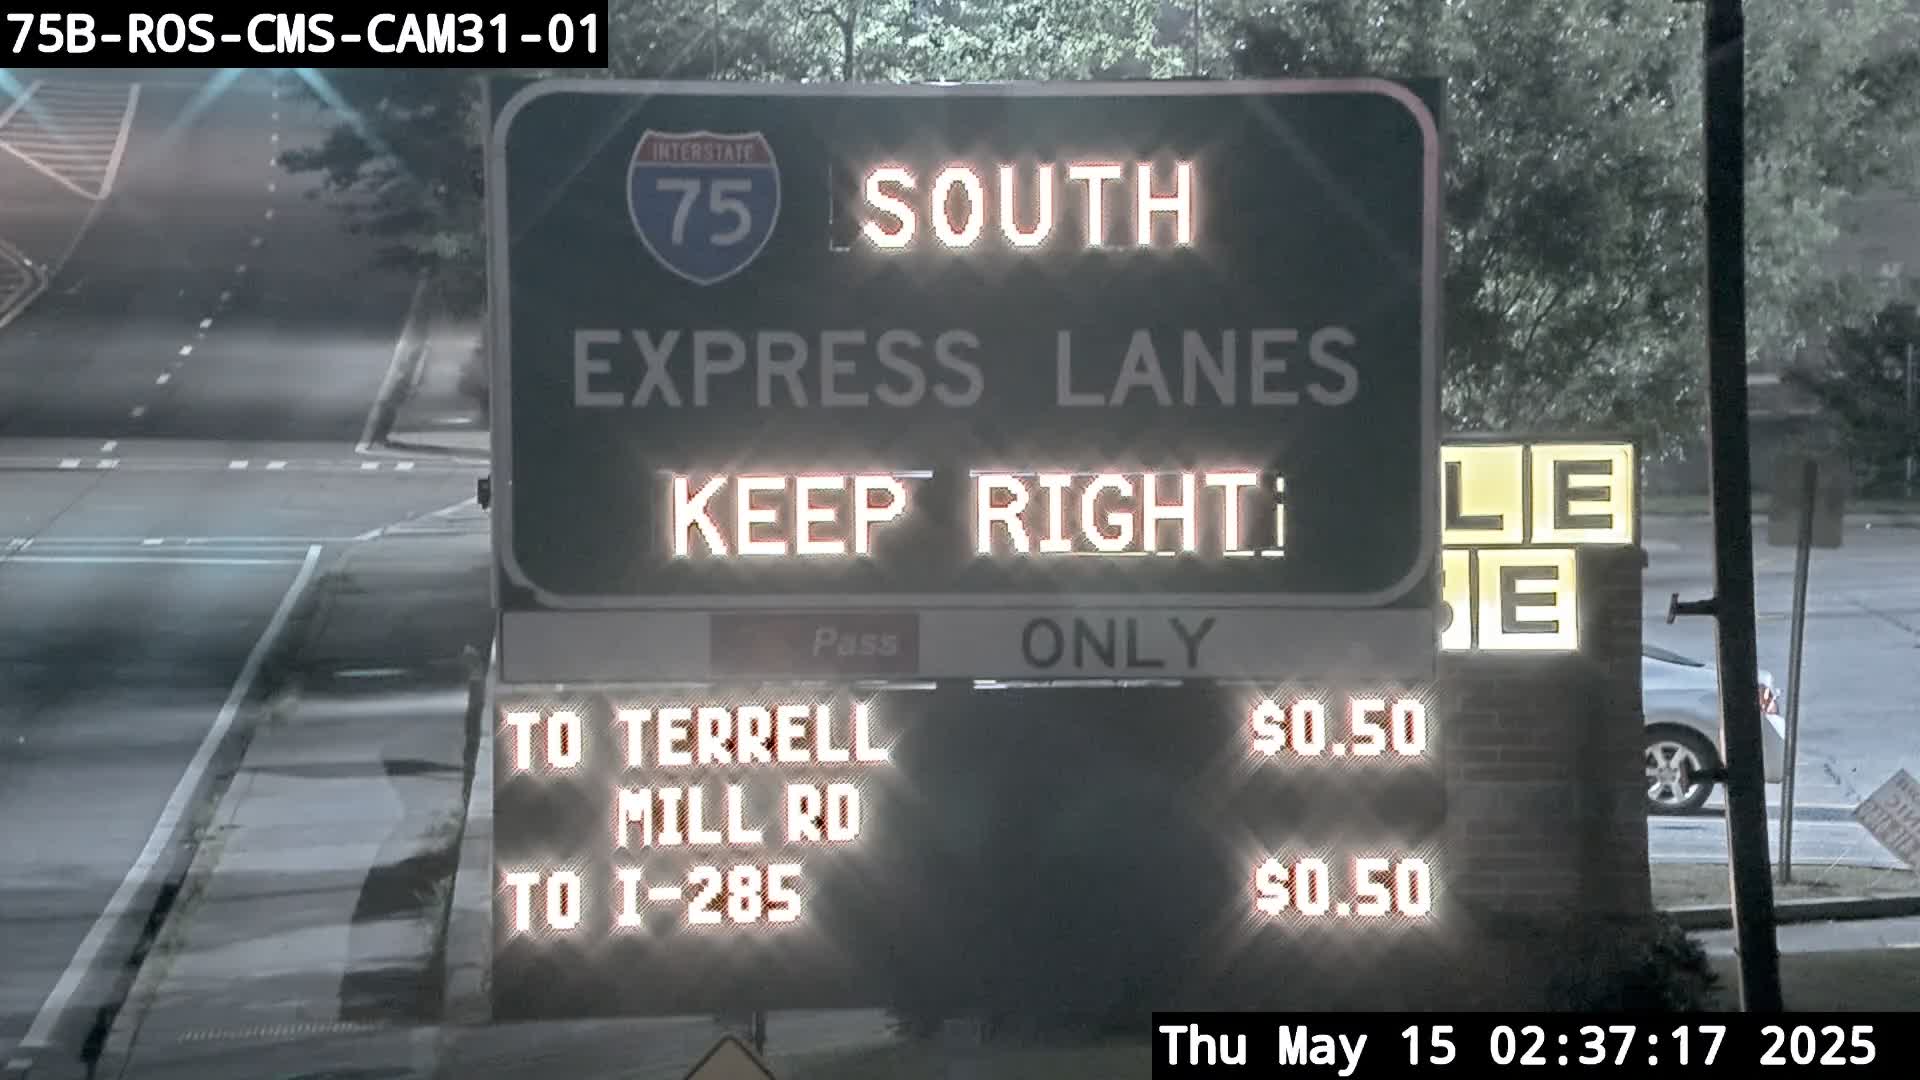 75B-ROS-CMS-CAM31-01
INTERSTATE
75
SOUTH
EXPRESS LANES
KEEP RIGHT
LE
E
Pass
ONLY
TO TERRELL $0.50
MILL RD
TO I-285 $0.50
Thu May 15 02:37:17 2025